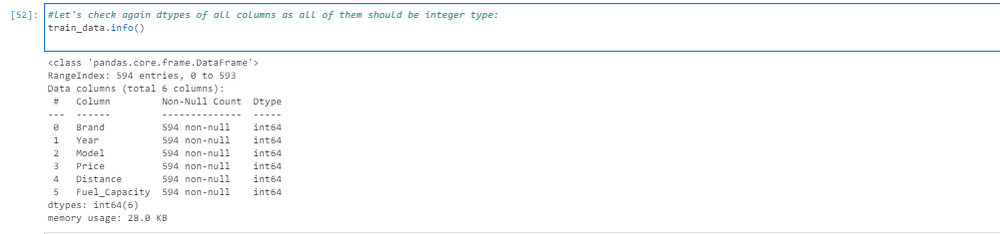 [52]: #Let's check again dtypes of all columns as all of them should be integer type:
train_data.info()
<class 'pandas.core.frame.DataFrame'>
RangeIndex: 594 entries, 0 to 593
Data columns (total 6 columns):
 #   Column         Non-Null Count  Dtype
---  ------         --------------  -----
 0   Brand          594 non-null    int64
 1   Year           594 non-null    int64
 2   Model          594 non-null    int64
 3   Price          594 non-null    int64
 4   Distance       594 non-null    int64
 5   Fuel_Capacity  594 non-null    int64
dtypes: int64(6)
memory usage: 28.0 KB